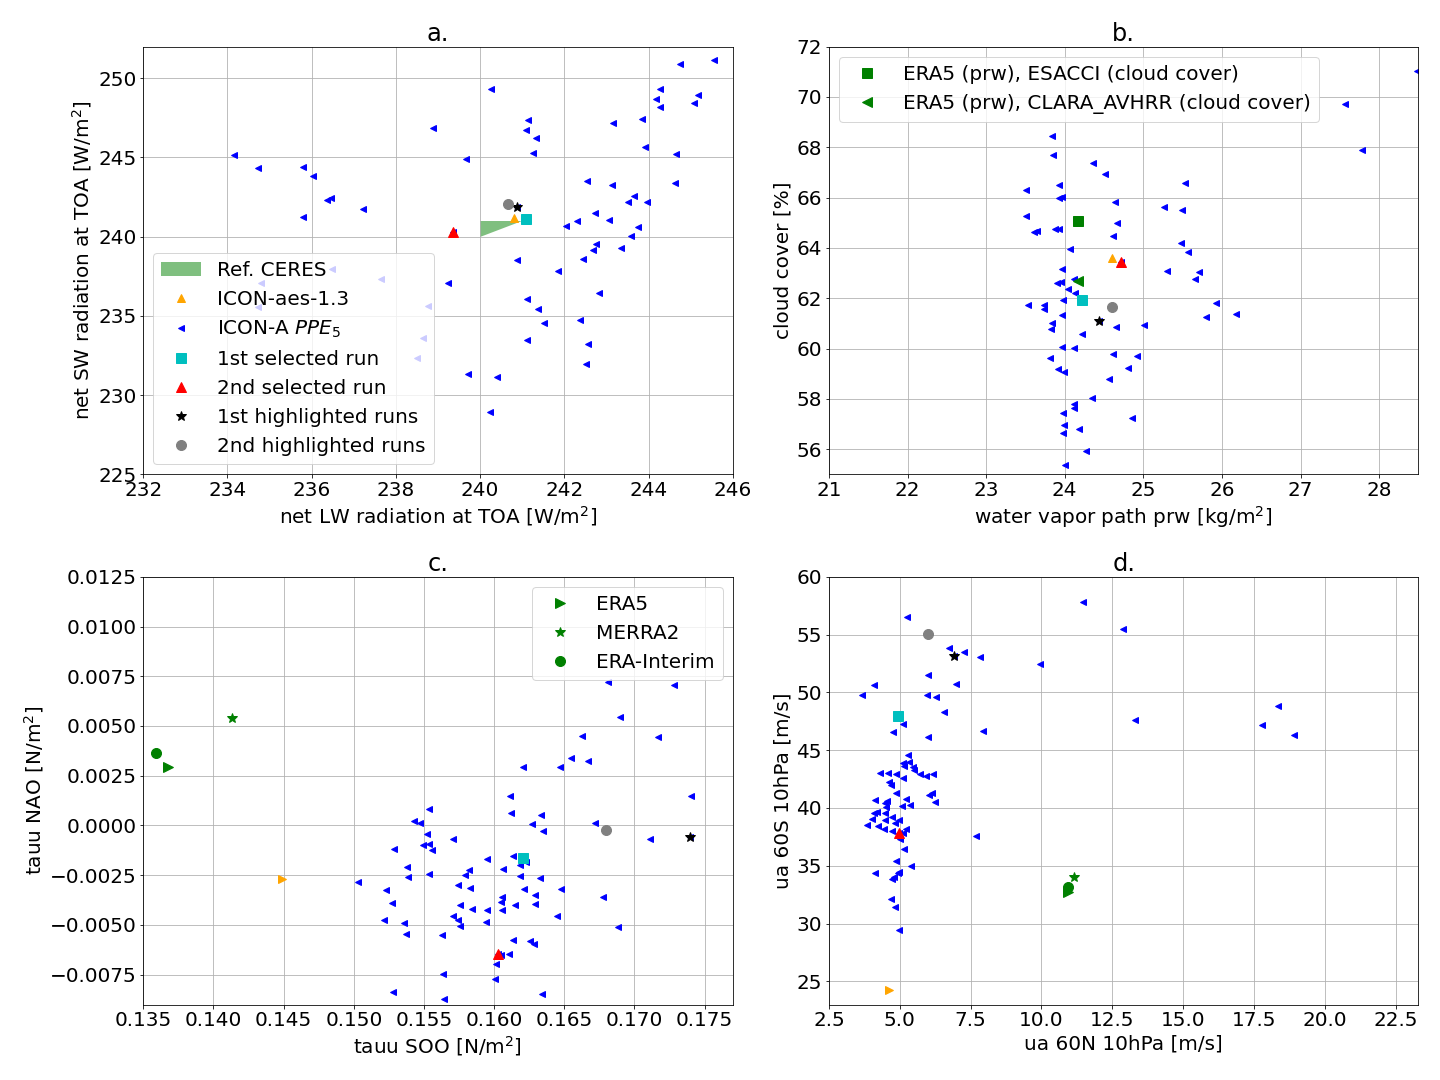 a.
net SW radiation at TOA [W/m²]
250
245
240
235
230
225
Ref. CERES
ICON-aes-1.3
ICON-A PPE₅
1st selected run
2nd selected run
1st highlighted runs
2nd highlighted runs
232 234 236 238 240 242 244 246
net LW radiation at TOA [W/m²]
b.
cloud cover [%]
72
70
68
66
64
62
60
58
56
ERA5 (prw), ESACCI (cloud cover)
ERA5 (prw), CLARA_AVHRR (cloud cover)
21 22 23 24 25 26 27 28
water vapor path prw [kg/m²]
c.
tauu NAO [N/m²]
0.0125
0.0100
0.0075
0.0050
0.0025
0.0000
−0.0025
−0.0050
−0.0075
ERA5
MERRA2
ERA-Interim
0.135 0.140 0.145 0.150 0.155 0.160 0.165 0.170 0.175
tauu SOO [N/m²]
d.
ua 60S 10hPa [m/s]
60
55
50
45
40
35
30
25
2.5 5.0 7.5 10.0 12.5 15.0 17.5 20.0 22.5
ua 60N 10hPa [m/s]